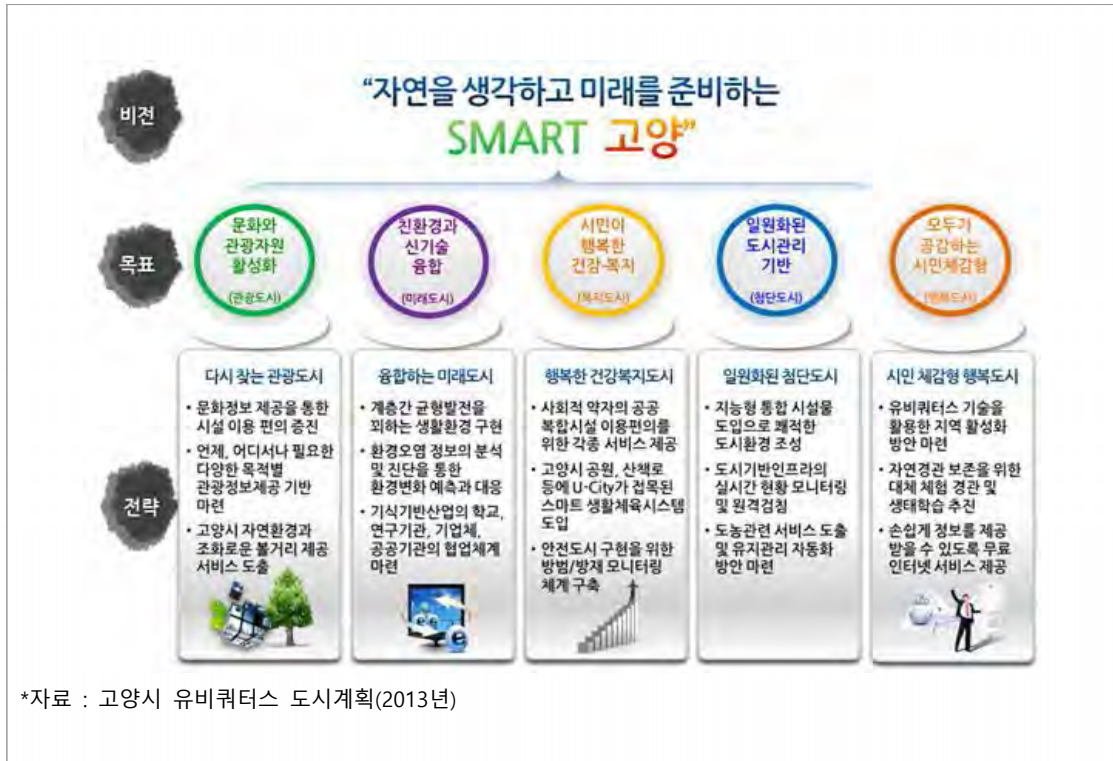 비전
“자연을 생각하고 미래를 준비하는
SMART 고양”
목표
문화와
관광자원
활성화
(관광도시)
친환경과
신기술
융합
(미래도시)
시민이
행복한
건강·복지
(복지도시)
일원화된
도시관리
기반
(첨단도시)
모두가
공감하는
시민체감형
(행복도시)
전략
다시 찾는 관광도시
• 문화정보 제공을 통한
시설 이용 편의 증진
• 언제, 어디서나 필요한
다양한 목적별
관광정보제공 기반
마련
• 고양시 자연환경과
조화로운 볼거리 제공
서비스 도출
융합하는 미래도시
• 계층간 균형발전을
꾀하는 생활환경 구현
• 환경오염 정보의 분석
및 진단을 통한
환경변화 예측과 대응
• 기식기반산업의 학교,
연구기관, 기업체,
공공기관의 협업체계
마련
행복한 건강복지도시
• 사회적 약자의 공공
복합시설 이용편의를
위한 각종 서비스 제공
• 고양시 공원, 산책로
등에 U-City가 접목된
스마트 생활체육시스템
도입
• 안전도시 구현을 위한
방범/방재 모니터링
체계 구축
일원화된 첨단도시
• 지능형 통합 시설물
도입으로 쾌적한
도시환경 조성
• 도시기반인프라의
실시간 현황 모니터링
및 원격검침
• 도농관련 서비스 도출
및 유지관리 자동화
방안 마련
시민 체감형 행복도시
• 유비쿼터스 기술을
활용한 지역 활성화
방안 마련
• 자연경관 보존을 위한
대체 체험 경관 및
생태학습 추진
• 손쉽게 정보를 제공
받을 수 있도록 무료
인터넷 서비스 제공
*자료 : 고양시 유비쿼터스 도시계획(2013년)